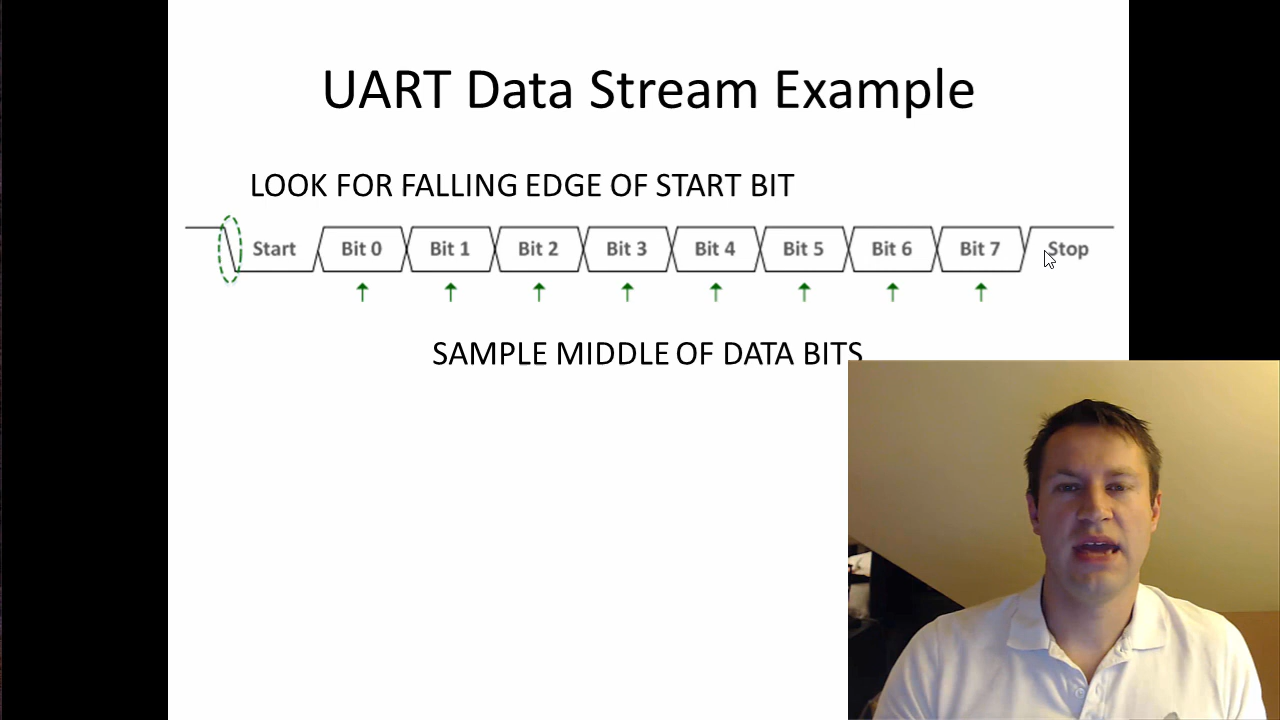 UART Data Stream Example
LOOK FOR FALLING EDGE OF START BIT
Start Bit 0 Bit 1 Bit 2 Bit 3 Bit 4 Bit 5 Bit 6 Bit 7 Stop
SAMPLE MIDDLE OF DATA BITS